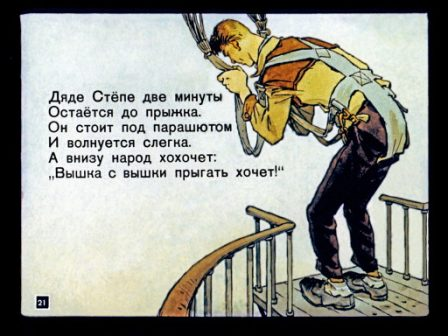 Дяде Стёпе две минуты
Остаётся до прыжка.
Он стоит под парашютом
И волнуется слегка.
А внизу народ хохочет:
„Вышка с вышки прыгать хочет!“
21